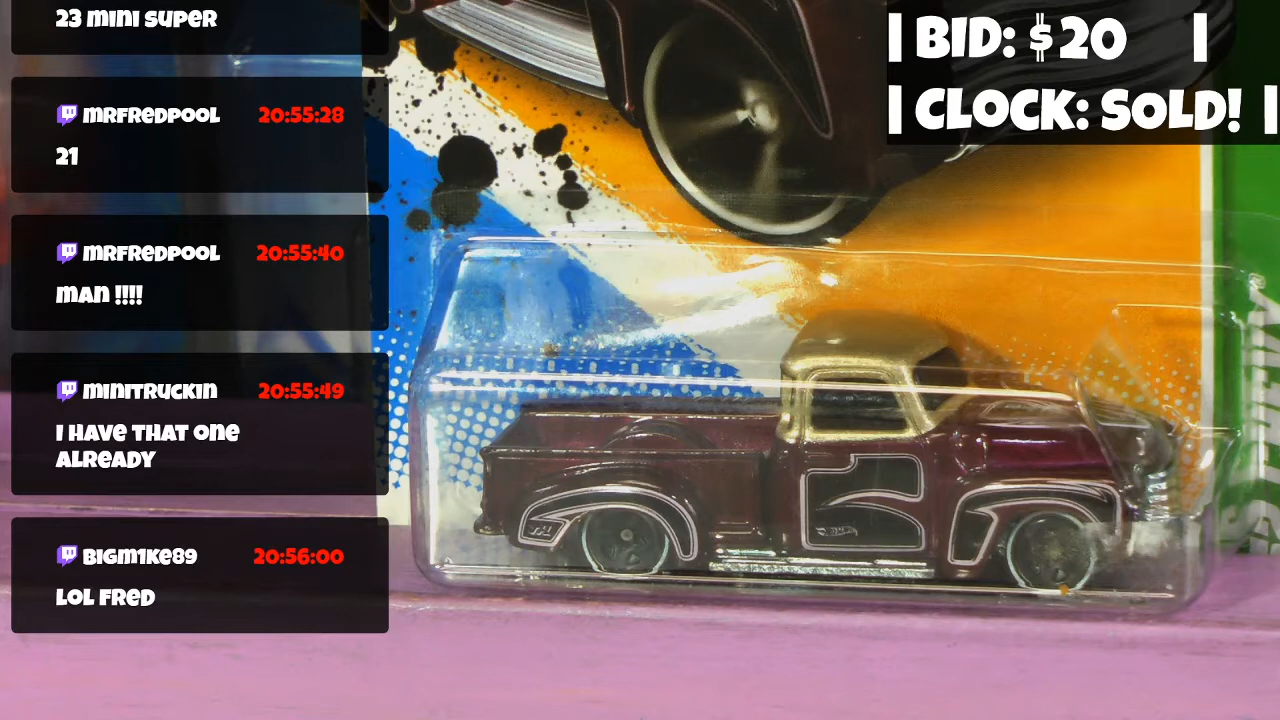 23 mini super
mrfredpool 20:55:28
21
mrfredpool 20:55:40
man !!!!
minitruckin 20:55:49
I have that one
already
bigm1ke89 20:56:00
lol fred
| BID: $20 |
| CLOCK: SOLD! |